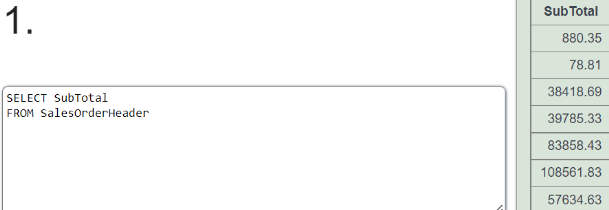 1.
SELECT SubTotal
FROM SalesOrderHeader
SubTotal
880.35
78.81
38418.69
39785.33
83858.43
108561.83
57634.63